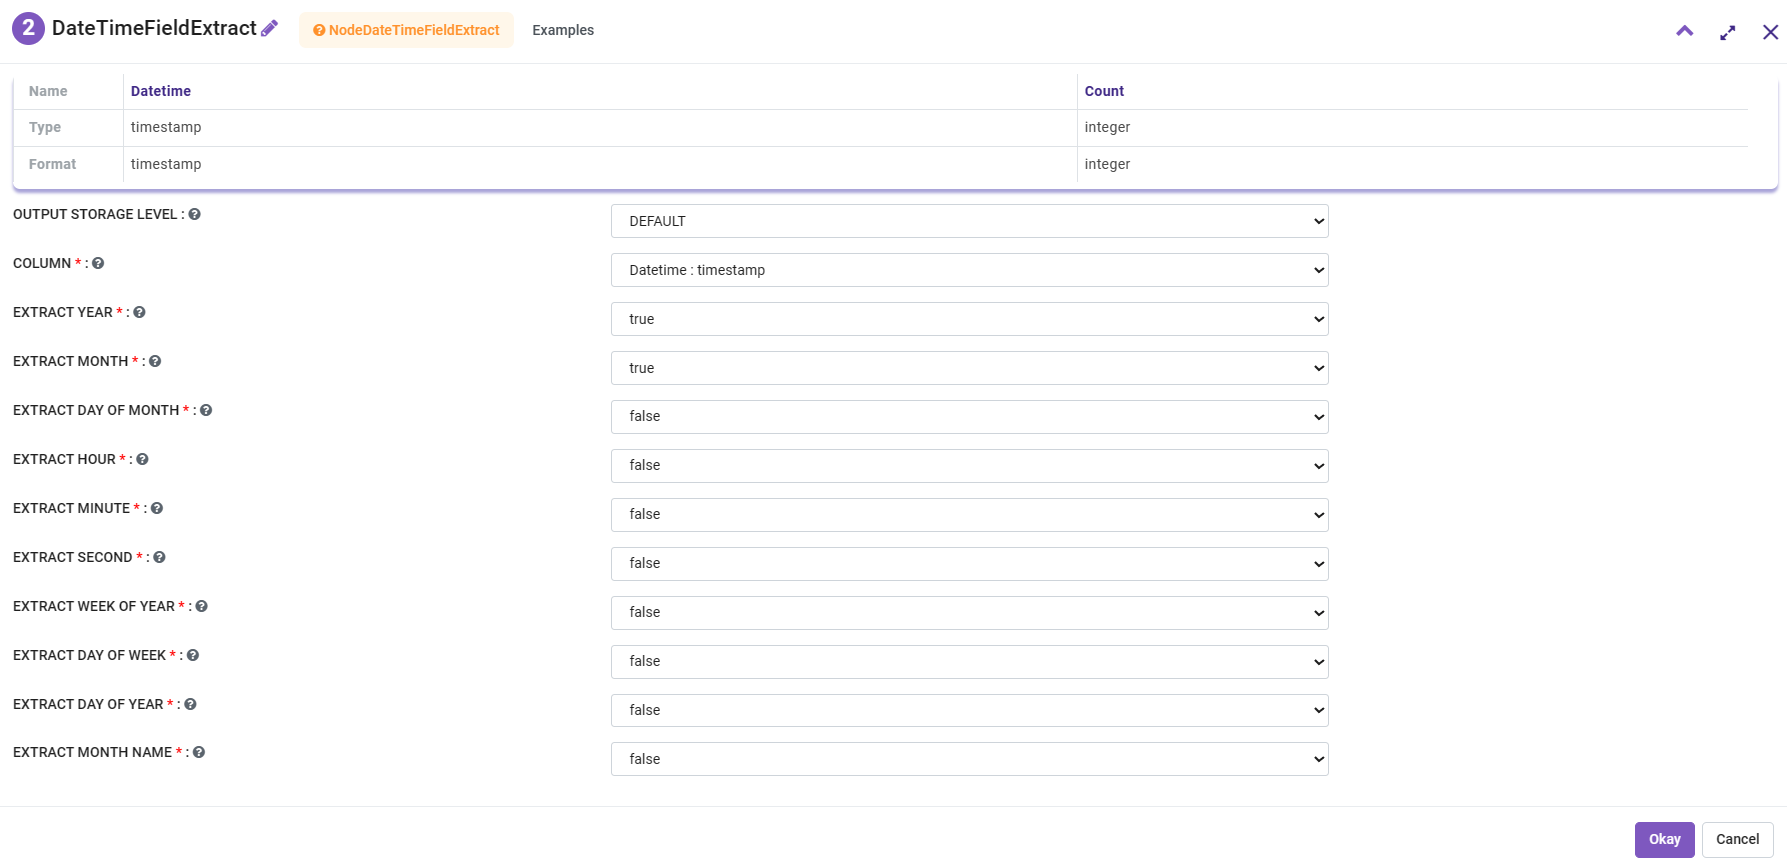 2 DateTimeFieldExtract NodeDateTimeFieldExtract Examples
Name Datetime Count
Type timestamp integer
Format timestamp integer
OUTPUT STORAGE LEVEL : DEFAULT
COLUMN * : Datetime : timestamp
EXTRACT YEAR * : true
EXTRACT MONTH * : true
EXTRACT DAY OF MONTH * : false
EXTRACT HOUR * : false
EXTRACT MINUTE * : false
EXTRACT SECOND * : false
EXTRACT WEEK OF YEAR * : false
EXTRACT DAY OF WEEK * : false
EXTRACT DAY OF YEAR * : false
EXTRACT MONTH NAME * : false
Okay Cancel